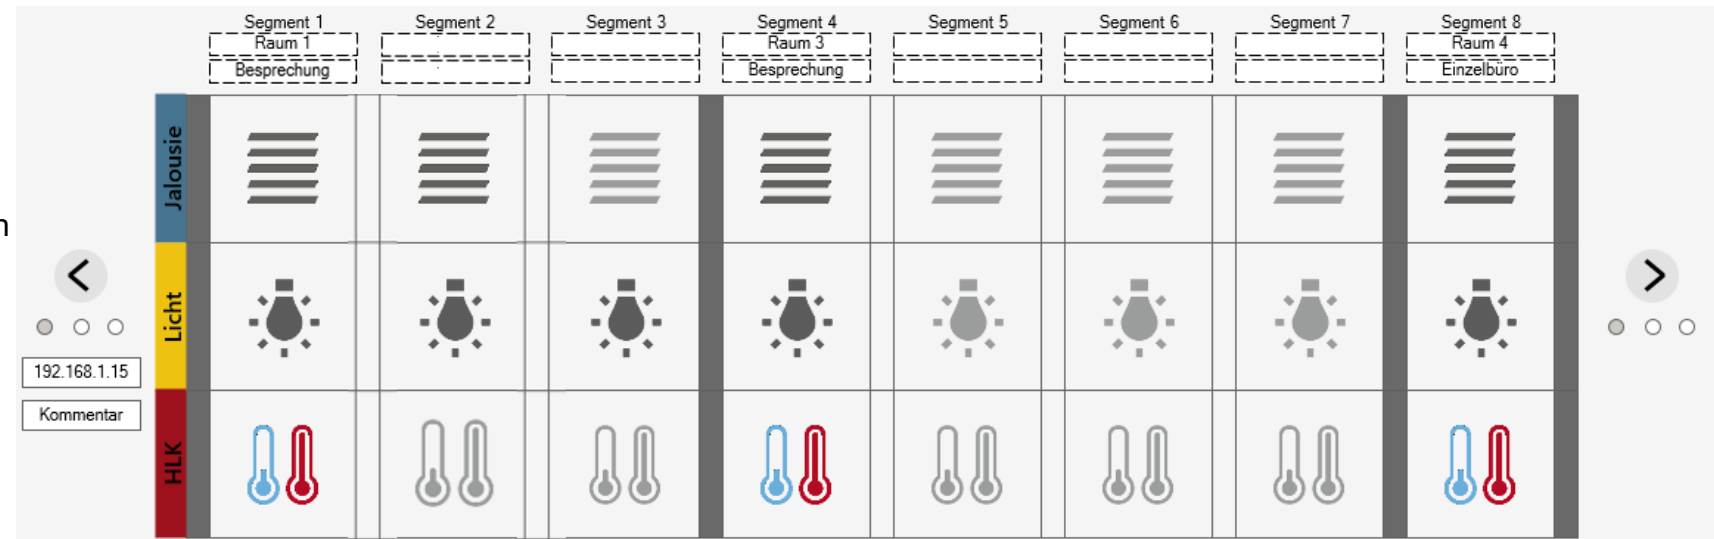 Segment 1 Segment 2 Segment 3 Segment 4 Segment 5 Segment 6 Segment 7 Segment 8
Raum 1 Raum 3 Raum 4
Besprechung Besprechung Einzelbüro
Jalousie
n
Licht
192.168.1.15
Kommentar
HLK